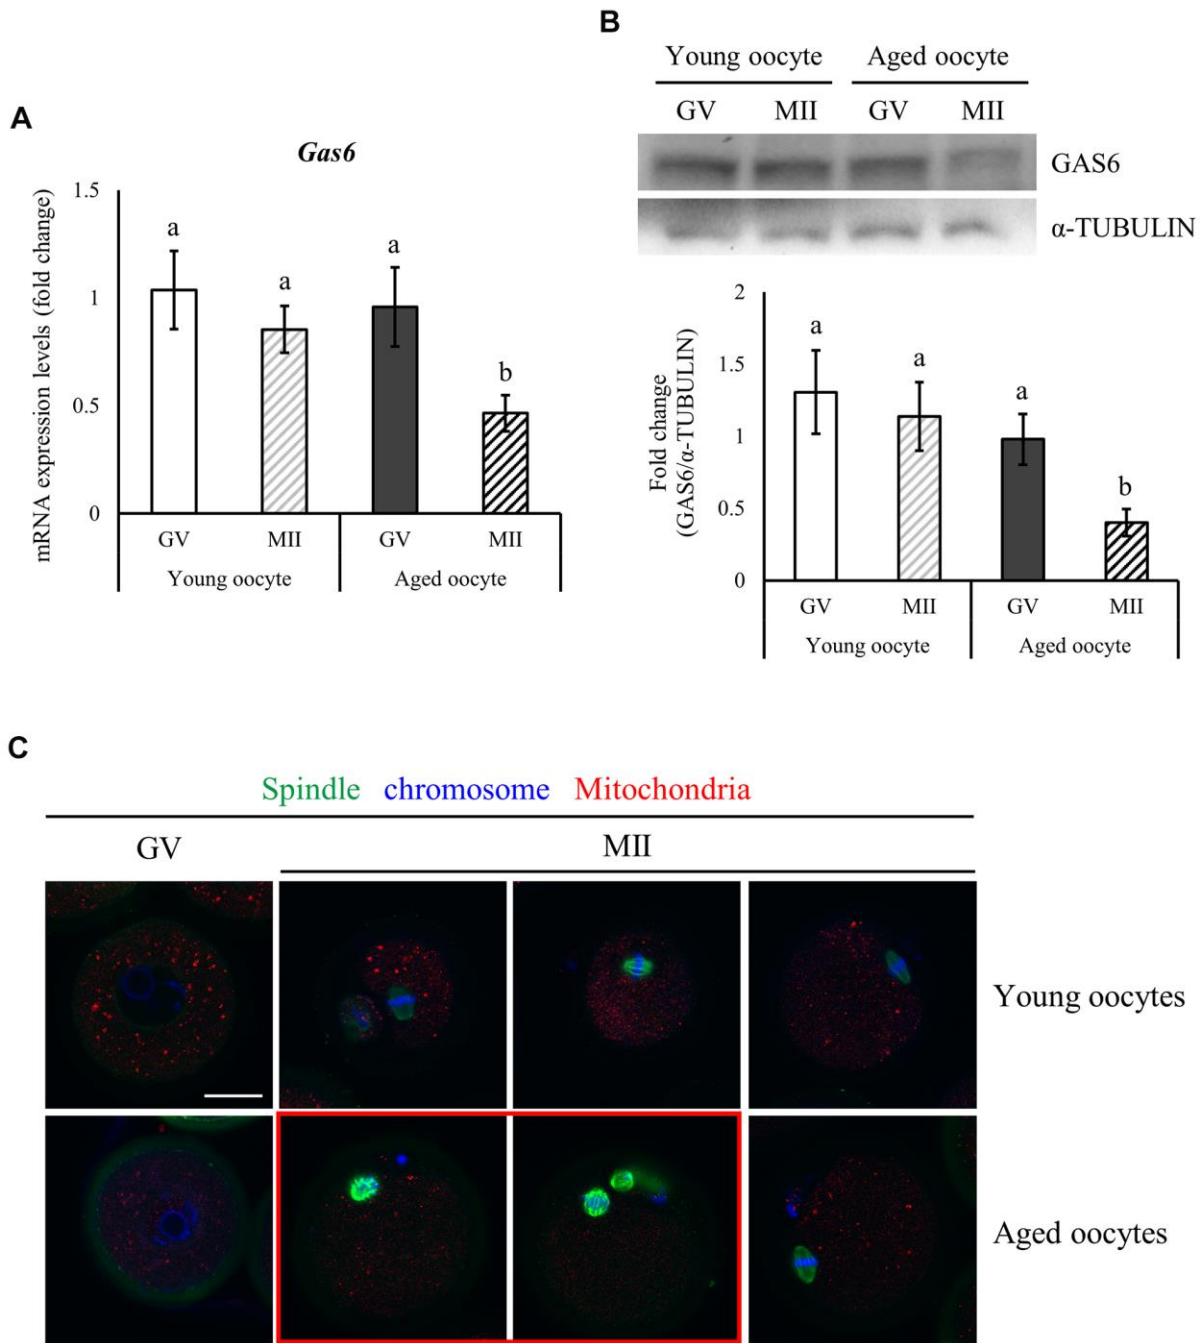 A
Gas6
mRNA expression levels (fold change)
1.5
1
0.5
0
a
a
a
b
GV
MII
GV
MII
Young oocyte
Aged oocyte
B
Young oocyte
Aged oocyte
GV
MII
GV
MII
GAS6
α-TUBULIN
Fold change
(GAS6/α-TUBULIN)
2
1.5
1
0.5
0
a
a
a
b
GV
MII
GV
MII
Young oocyte
Aged oocyte
C
Spindle chromosome Mitochondria
GV
MII
Young oocytes
Aged oocytes